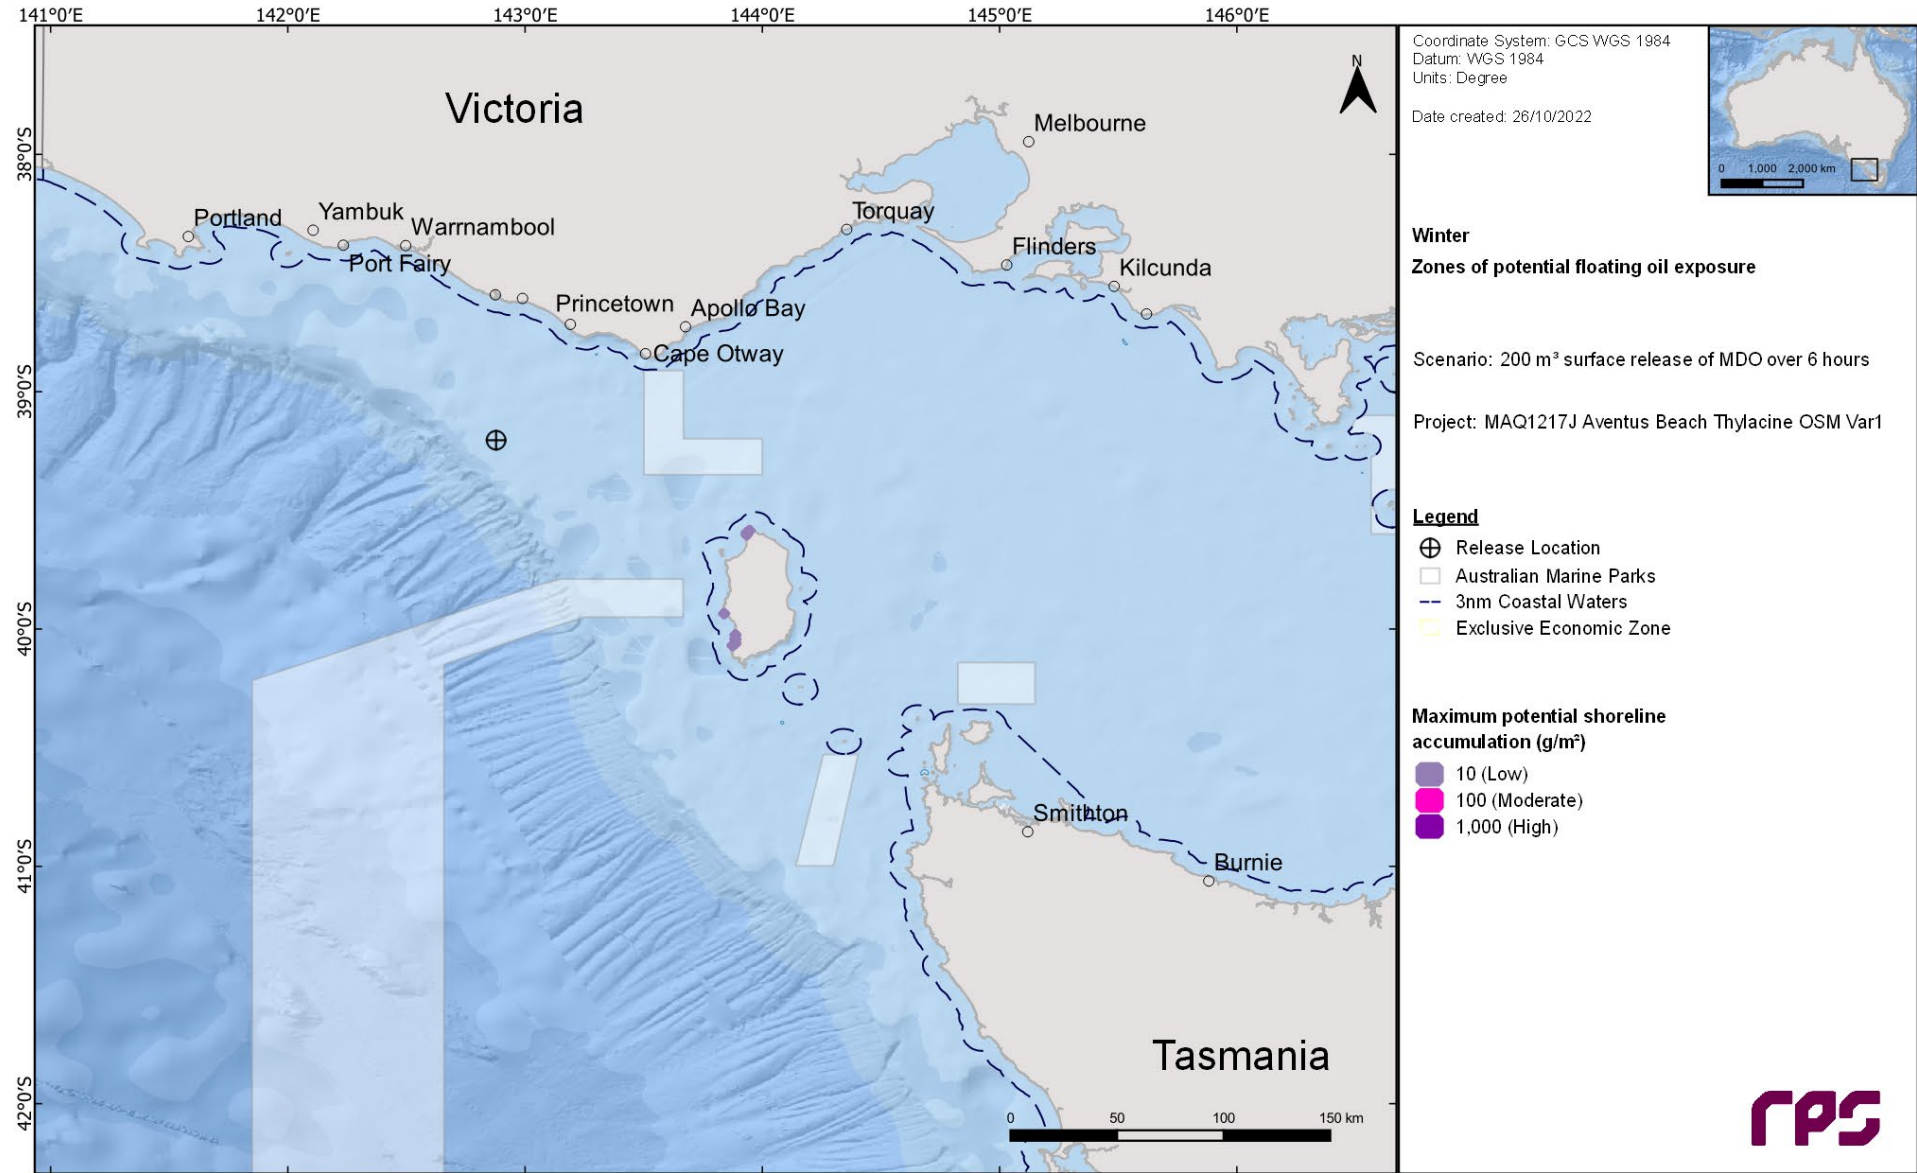 141°0'E 142°0'E 143°0'E 144°0'E 145°0'E 146°0'E
38°0'S
39°0'S
40°0'S
41°0'S
42°0'S
Victoria
N
Melbourne
Portland
Yambuk
Warrnambool
Port Fairy
Torquay
Flinders
Kilcunda
Princetown
Apollo Bay
Cape Otway
Smithton
Burnie
Tasmania
0 50 100 150 km
Coordinate System: GCS WGS 1984
Datum: WGS 1984
Units: Degree
Date created: 26/10/2022
0 1,000 2,000 km
Winter
Zones of potential floating oil exposure
Scenario: 200 m³ surface release of MDO over 6 hours
Project: MAQ1217J Aventus Beach Thylacine OSM Var1
Legend
Release Location
Australian Marine Parks
3nm Coastal Waters
Exclusive Economic Zone
Maximum potential shoreline
accumulation (g/m²)
10 (Low)
100 (Moderate)
1,000 (High)
rps